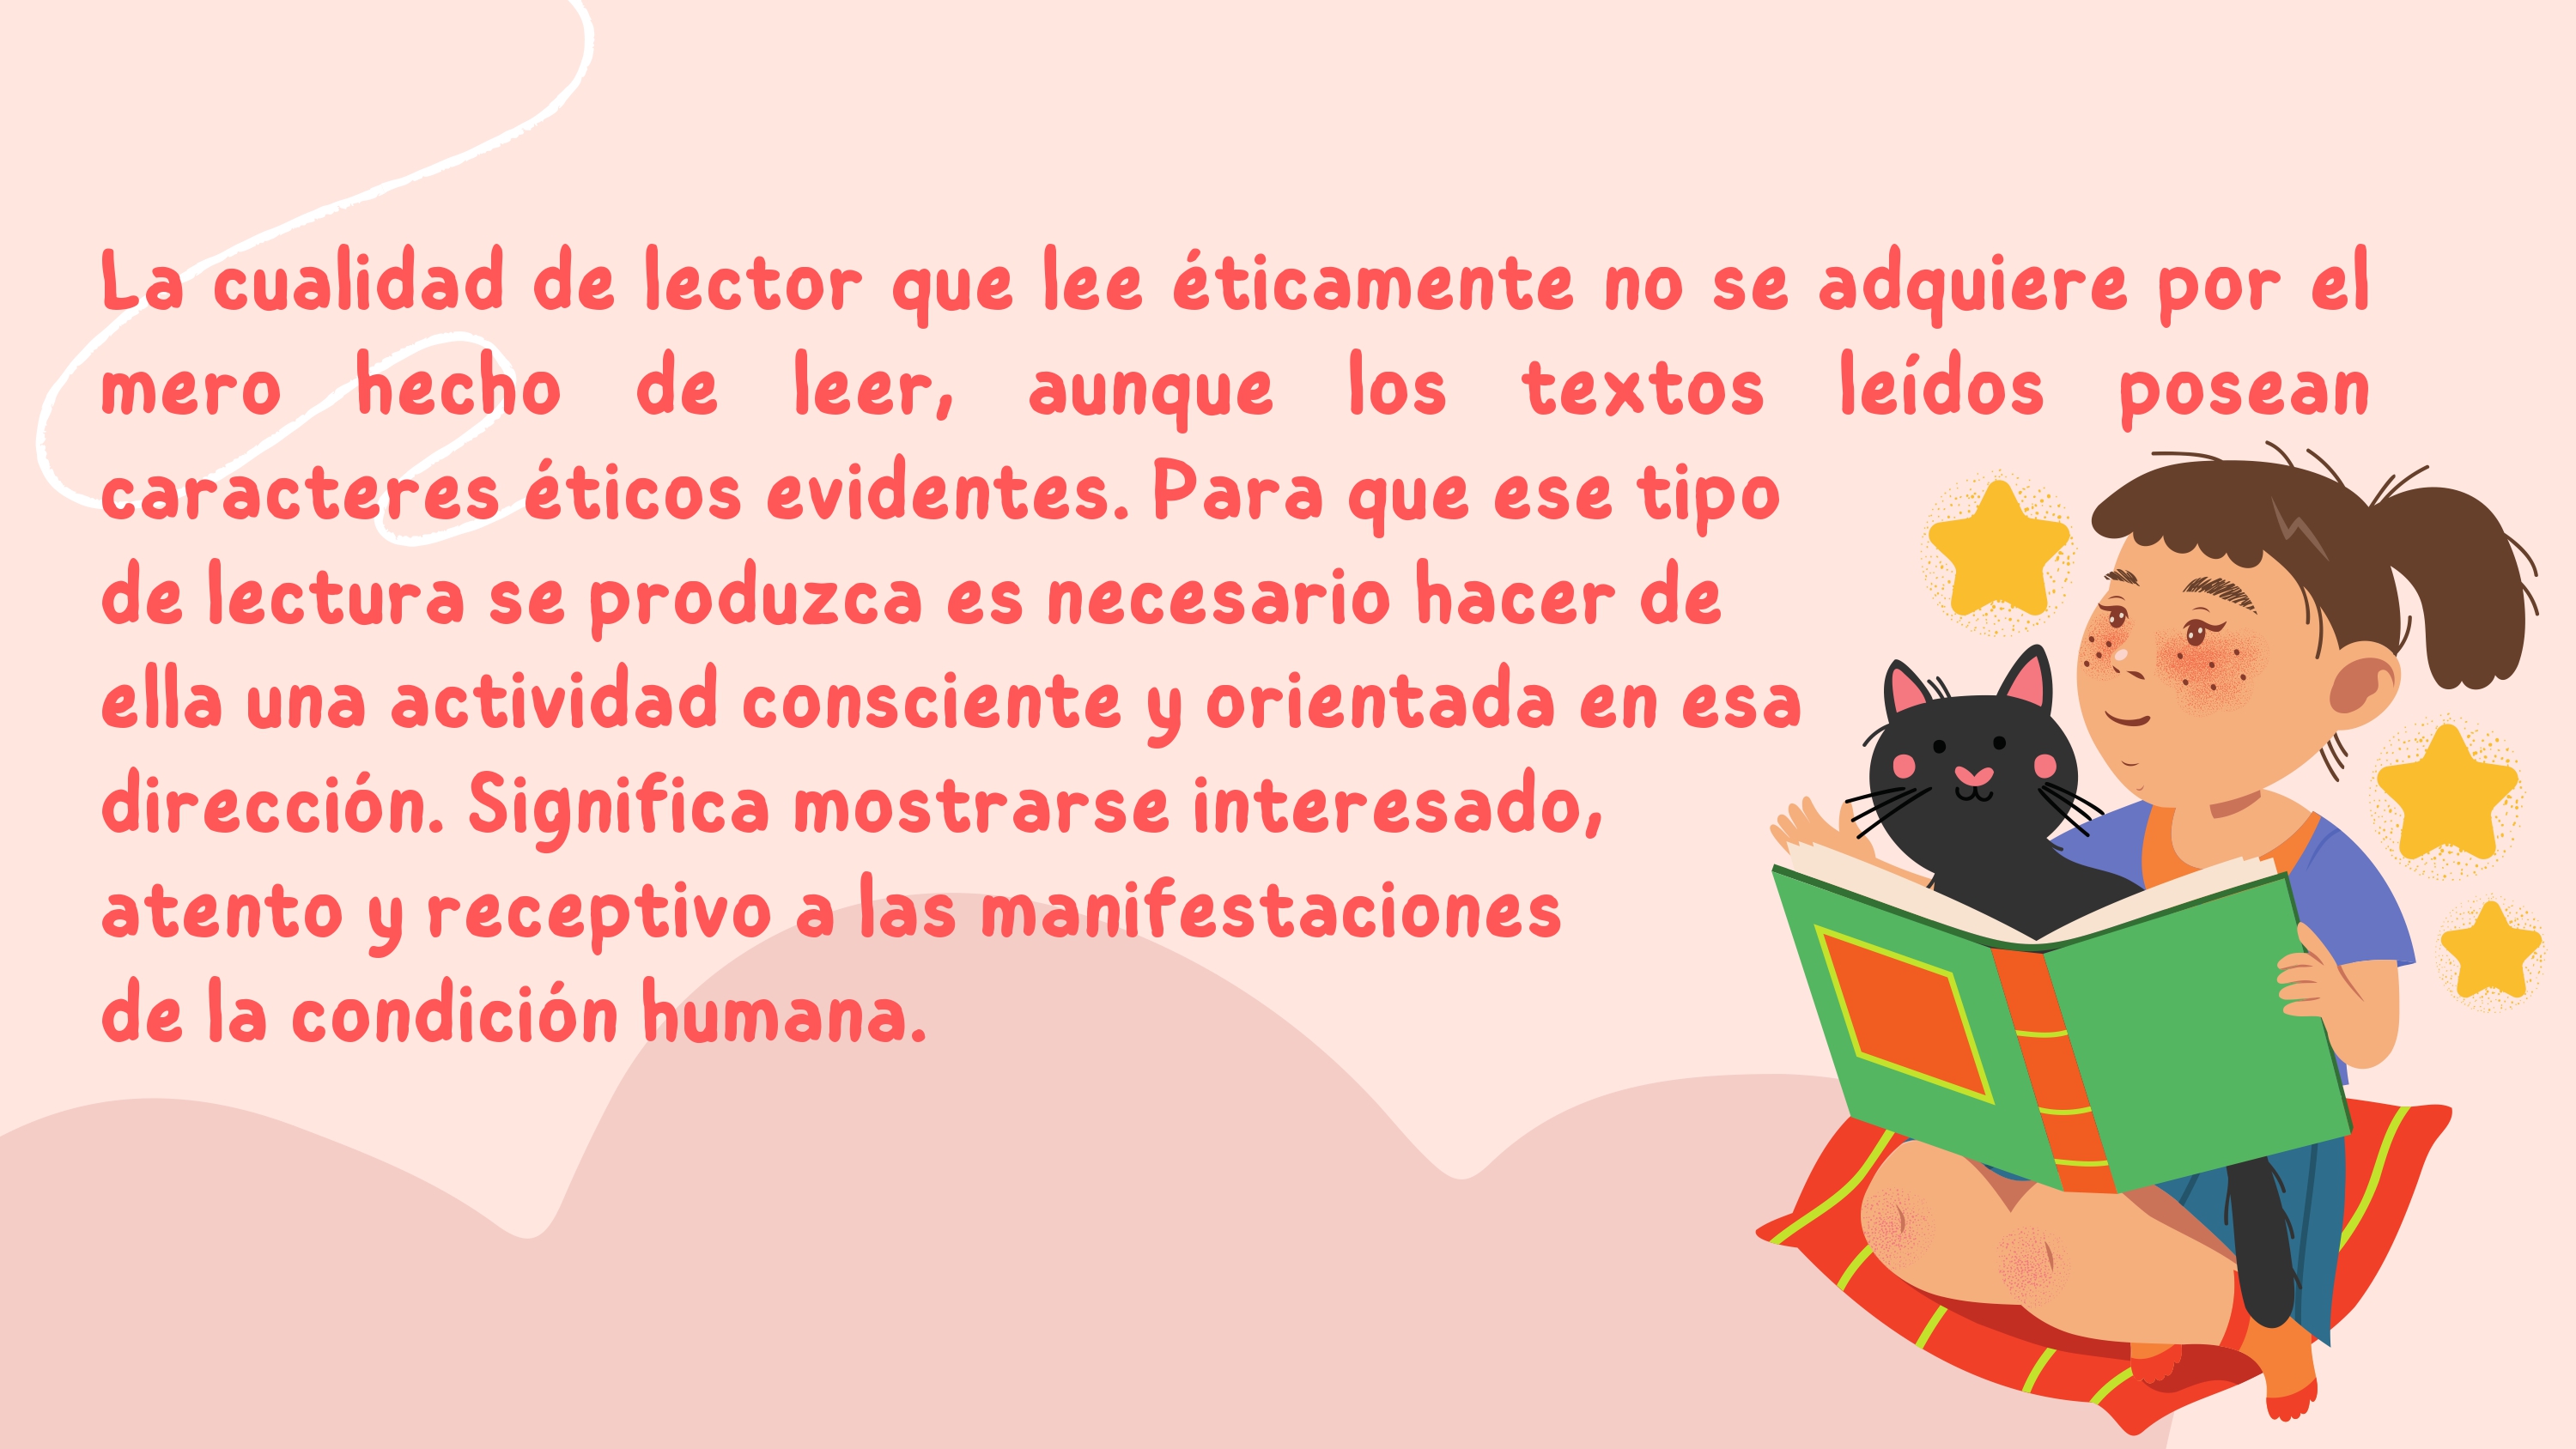 La cualidad de lector que lee éticamente no se adquiere por el
mero hecho de leer, aunque los textos leídos posean
caracteres éticos evidentes. Para que ese tipo
de lectura se produzca es necesario hacer de
ella una actividad consciente y orientada en esa
dirección. Significa mostrarse interesado,
atento y receptivo a las manifestaciones
de la condición humana.